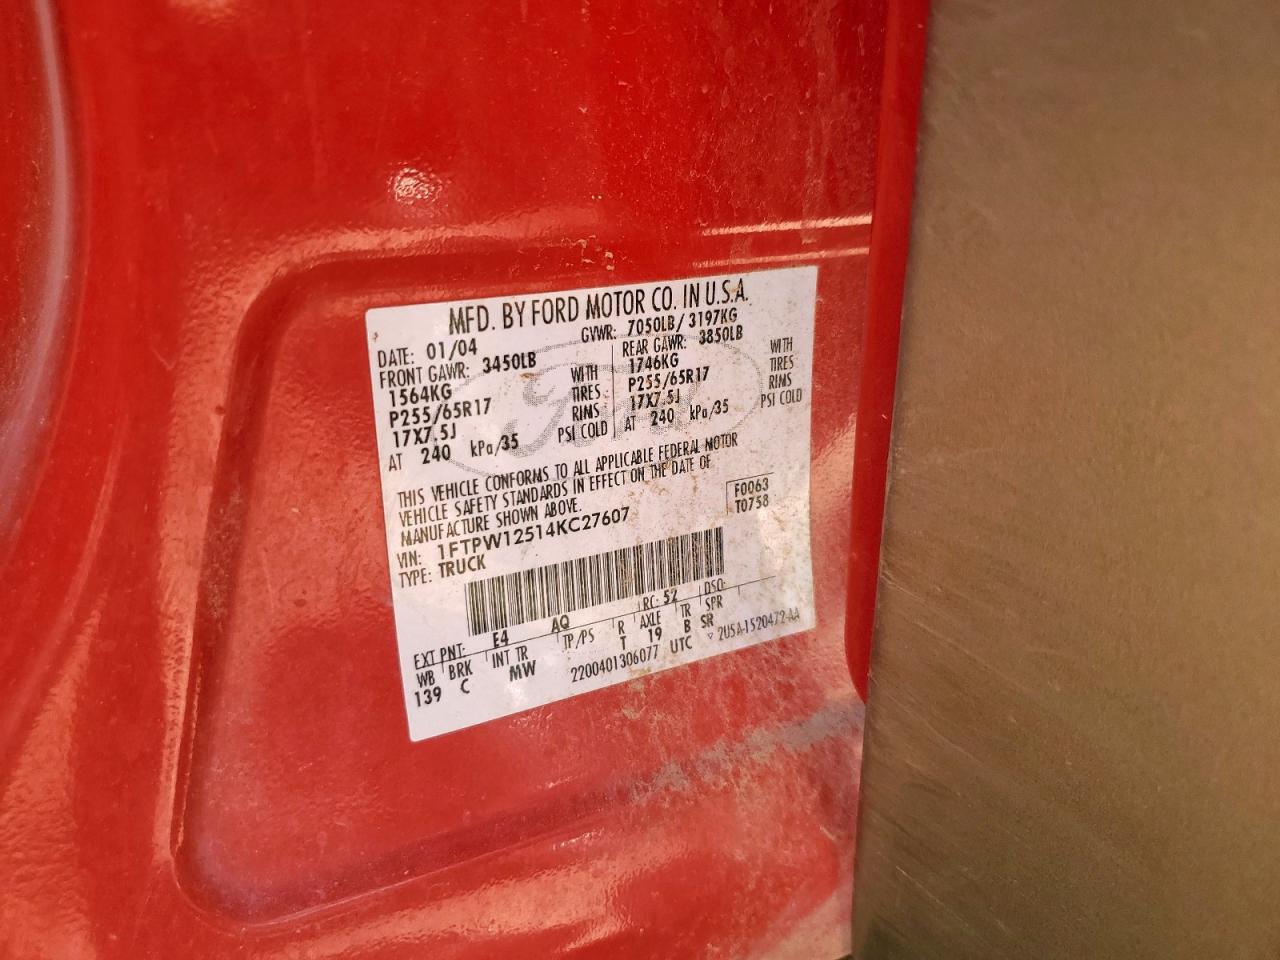 MFD. BY FORD MOTOR CO. IN U.S.A.
DATE: 01/04 GVWR: 7050LB/ 3197KG
FRONT GAWR: 3450LB REAR GAWR: 3850LB
1564KG WITH 1746KG WITH
P255/65R17 TIRES P255/65R17 TIRES
17X7.5J RIMS 17X7.5J RIMS
AT 240 kPa/35 PSI COLD AT 240 kPa/35 PSI COLD
THIS VEHICLE CONFORMS TO ALL APPLICABLE FEDERAL MOTOR
VEHICLE SAFETY STANDARDS IN EFFECT ON THE DATE OF
MANUFACTURE SHOWN ABOVE. F0063
VIN: 1FTPW12514KC27607 T0758
TYPE: TRUCK
EXT PNT: E4 AQ RC: 52 DSO:
WB BRK INT TR TP/PS R AXLE TR SPR
139 C MW T 19 B SR
2200401306077 UTC 2U5A-1520472-AA